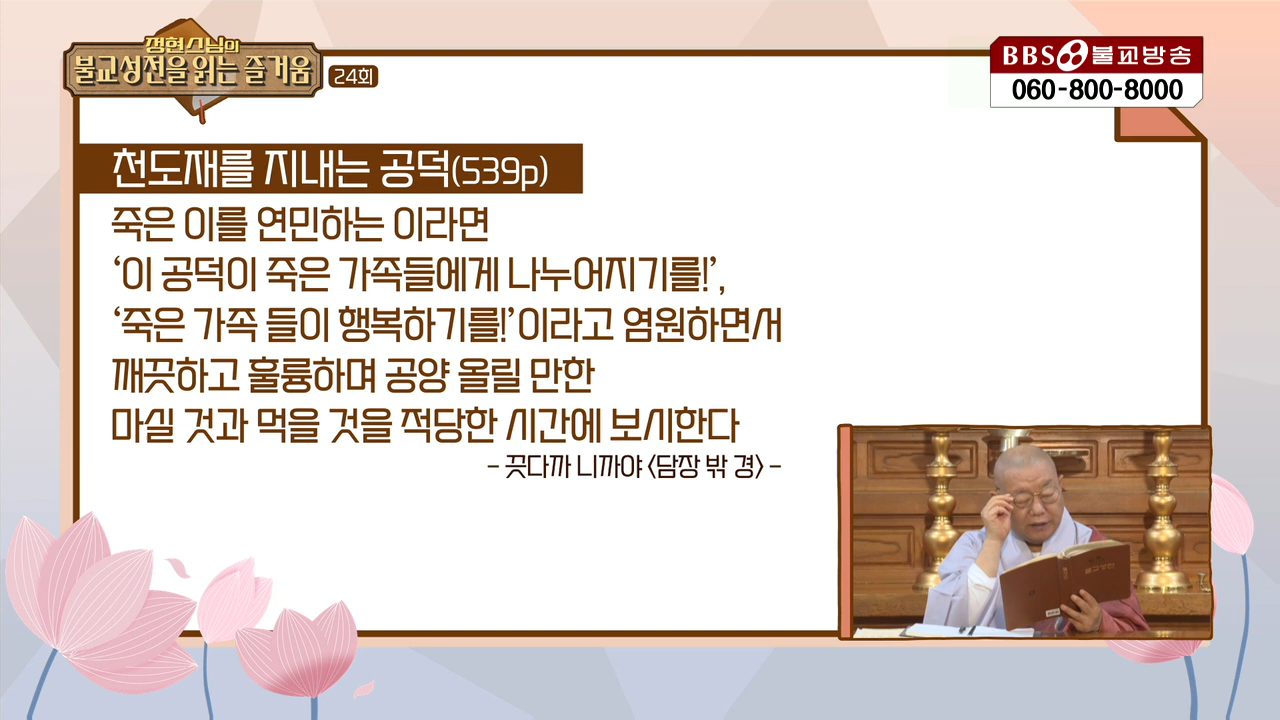 정현스님의
불교성전을 읽는 즐거움
24회
BBS 불교방송
060-800-8000
천도재를 지내는 공덕(539p)
죽은 이를 연민하는 이라면
‘이 공덕이 죽은 가족들에게 나누어지기를!’,
‘죽은 가족 들이 행복하기를!’이라고 염원하면서
깨끗하고 훌륭하며 공양 올릴 만한
마실 것과 먹을 것을 적당한 시간에 보시한다
- 끗다까 니까야 〈담장 밖 경〉 -
불교성전